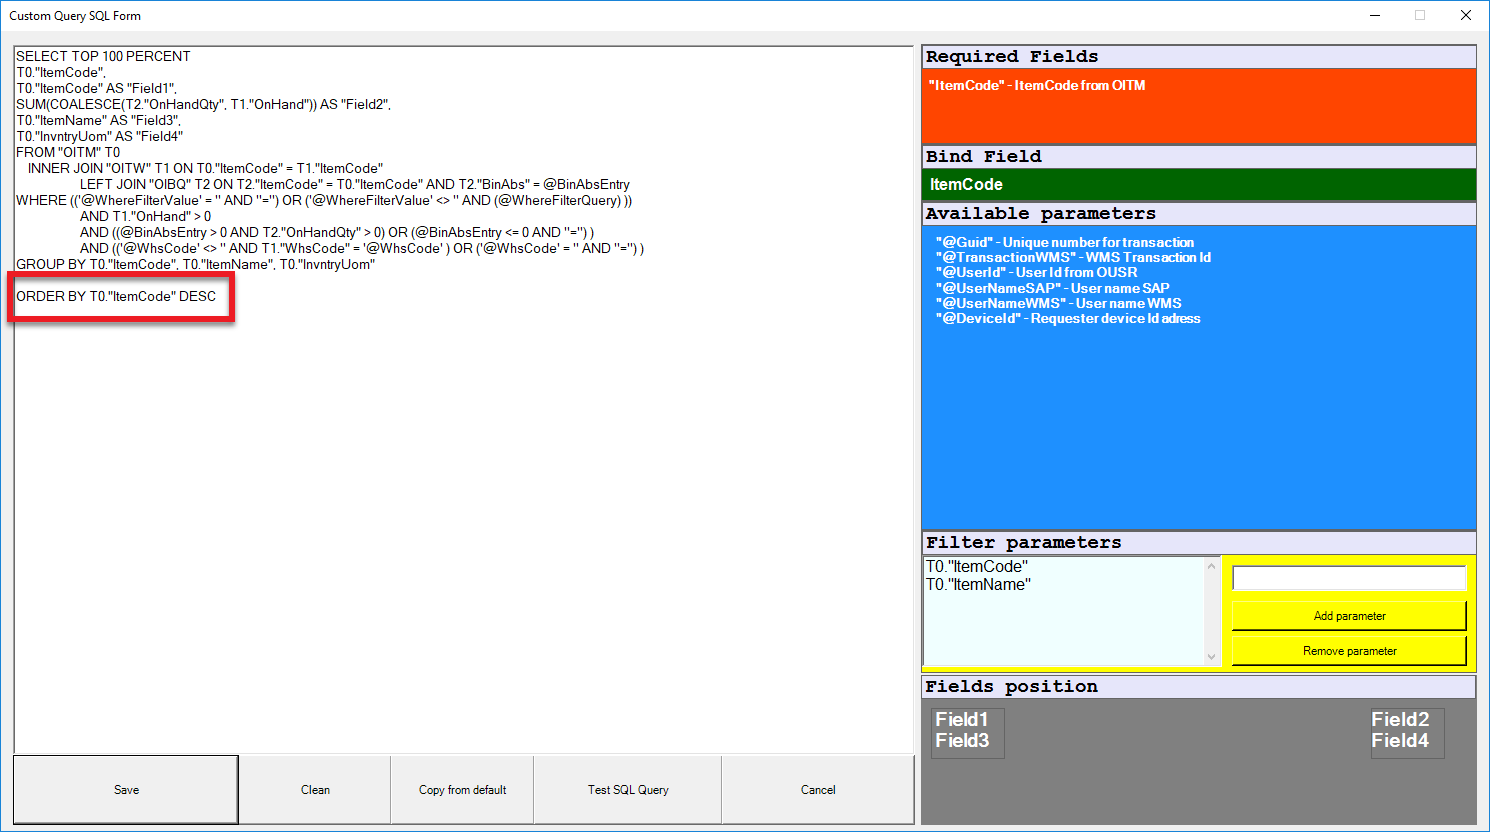 Custom Query SQL Form
SELECT TOP 100 PERCENT
T0."ItemCode",
T0."ItemCode" AS "Field1",
SUM(COALESCE(T2."OnHandQty", T1."OnHand")) AS "Field2",
T0."ItemName" AS "Field3",
T0."InvntryUom" AS "Field4"
FROM "OITM" T0
INNER JOIN "OITW" T1 ON T0."ItemCode" = T1."ItemCode"
LEFT JOIN "OIBQ" T2 ON T2."ItemCode" = T0."ItemCode" AND T2."BinAbs" = @BinAbsEntry
WHERE (('@WhereFilterValue' = '' AND ''='') OR ('@WhereFilterValue' <> '' AND (@WhereFilterQuery) ))
AND T1."OnHand" > 0
AND ((@BinAbsEntry > 0 AND T2."OnHandQty" > 0) OR (@BinAbsEntry <= 0 AND ''='') )
AND (('@WhsCode' <> '' AND T1."WhsCode" = '@WhsCode' ) OR ('@WhsCode' = '' AND ''='') )
GROUP BY T0."ItemCode", T0."ItemName", T0."InvntryUom"
ORDER BY T0."ItemCode" DESC
Save
Clean
Copy from default
Test SQL Query
Cancel
Required Fields
"ItemCode" - ItemCode from OITM
Bind Field
ItemCode
Available parameters
"@Guid" - Unique number for transaction
"@TransactionWMS" - WMS Transaction Id
"@UserId" - User Id from OUSR
"@UserNameSAP" - User name SAP
"@UserNameWMS" - User name WMS
"@DeviceId" - Requester device Id adress
Filter parameters
T0."ItemCode"
T0."ItemName"
Add parameter
Remove parameter
Fields position
Field1
Field3
Field2
Field4